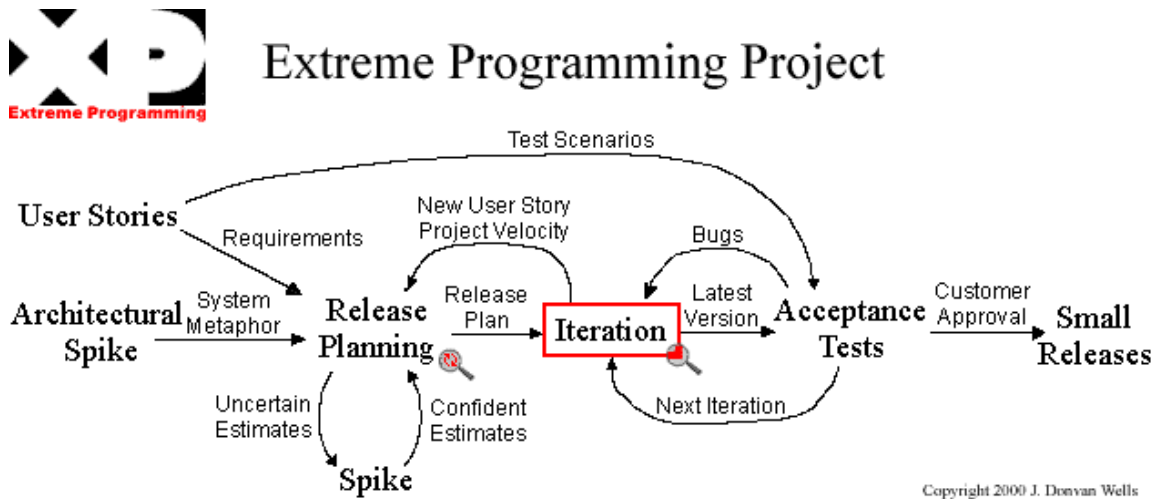 XP
Extreme Programming
Extreme Programming Project
Test Scenarios
User Stories
New User Story
Project Velocity
Bugs
Requirements
Architectural
Spike
System
Metaphor
Release
Planning
Release
Plan
Iteration
Latest
Version
Acceptance
Tests
Customer
Approval
Small
Releases
Uncertain
Estimates
Confident
Estimates
Next Iteration
Spike
Copyright 2000 J. Donvan Wells